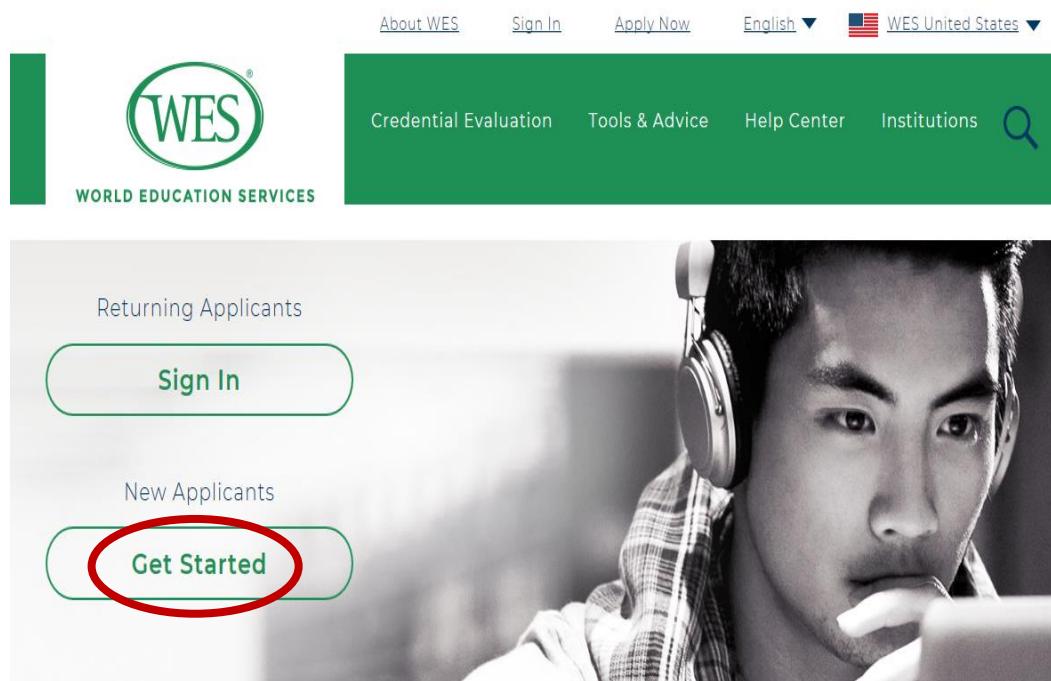 About WES Sign In Apply Now English WES United States
WES®
WORLD EDUCATION SERVICES
Credential Evaluation Tools & Advice Help Center Institutions
Returning Applicants
Sign In
New Applicants
Get Started